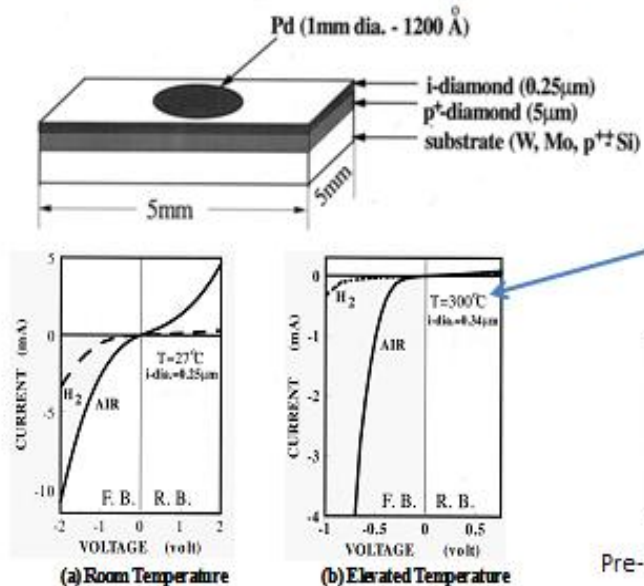 Pd (1mm dia. - 1200 Å)
i-diamond (0.25μm)
p⁺-diamond (5μm)
substrate (W, Mo, p⁺⁺ Si)
5mm
5mm
5
0
-5
-10
CURRENT (mA)
H₂
AIR
T=27°C
i-dia.=0.25μm
F. B.
R. B.
-2 -1 0 1 2
VOLTAGE (volt)
(a) Room Temperature
0
-1
-2
-3
-4
CURRENT (mA)
H₂
AIR
T=300°C
i-dia.=0.34μm
F. B.
R. B.
-1 -0.5 0 0.5
VOLTAGE (volt)
(b) Elevated Temperature
Pre-